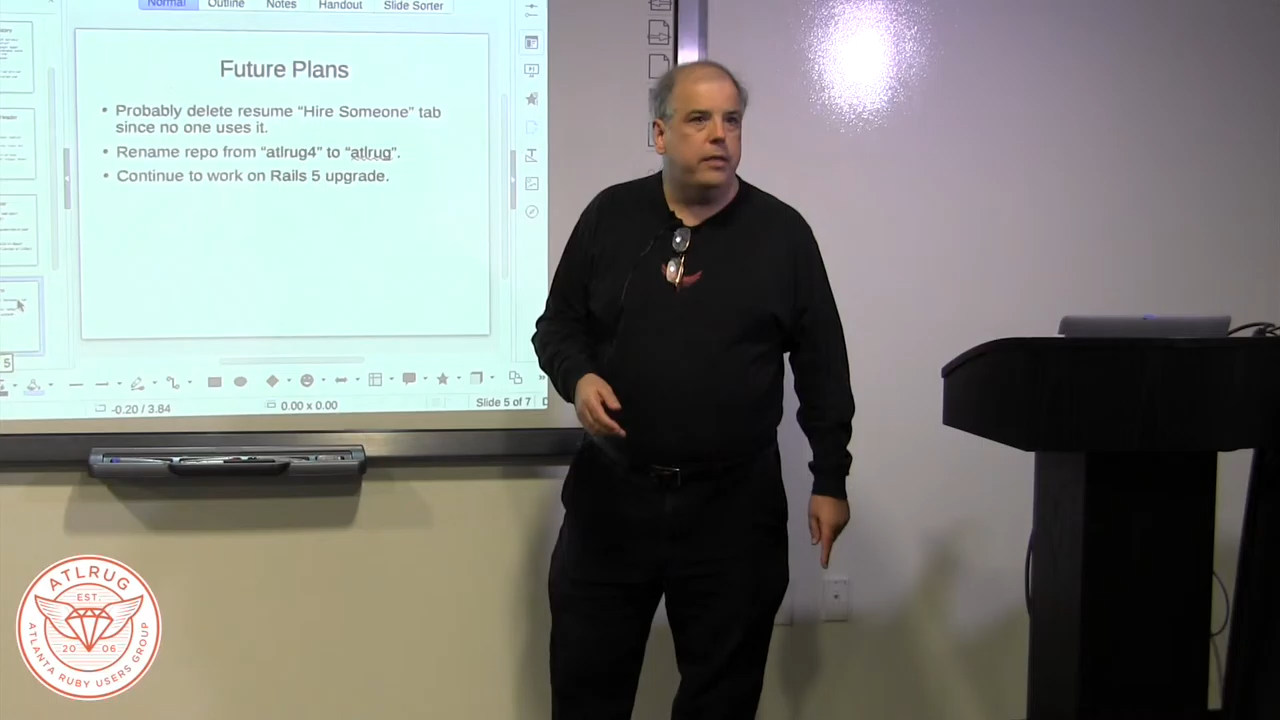 Normal
Outline
Notes
Handout
Slide Sorter
Future Plans
• Probably delete resume “Hire Someone” tab
since no one uses it.
• Rename repo from “atlrug4” to “atlrug”.
• Continue to work on Rails 5 upgrade.
5
-0.20 / 3.84
0.00 x 0.00
Slide 5 of 7
ATLRUG
EST.
20 06
ATLANTA RUBY USERS GROUP